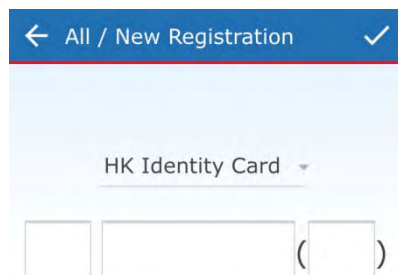 All / New Registration
HK Identity Card
( )